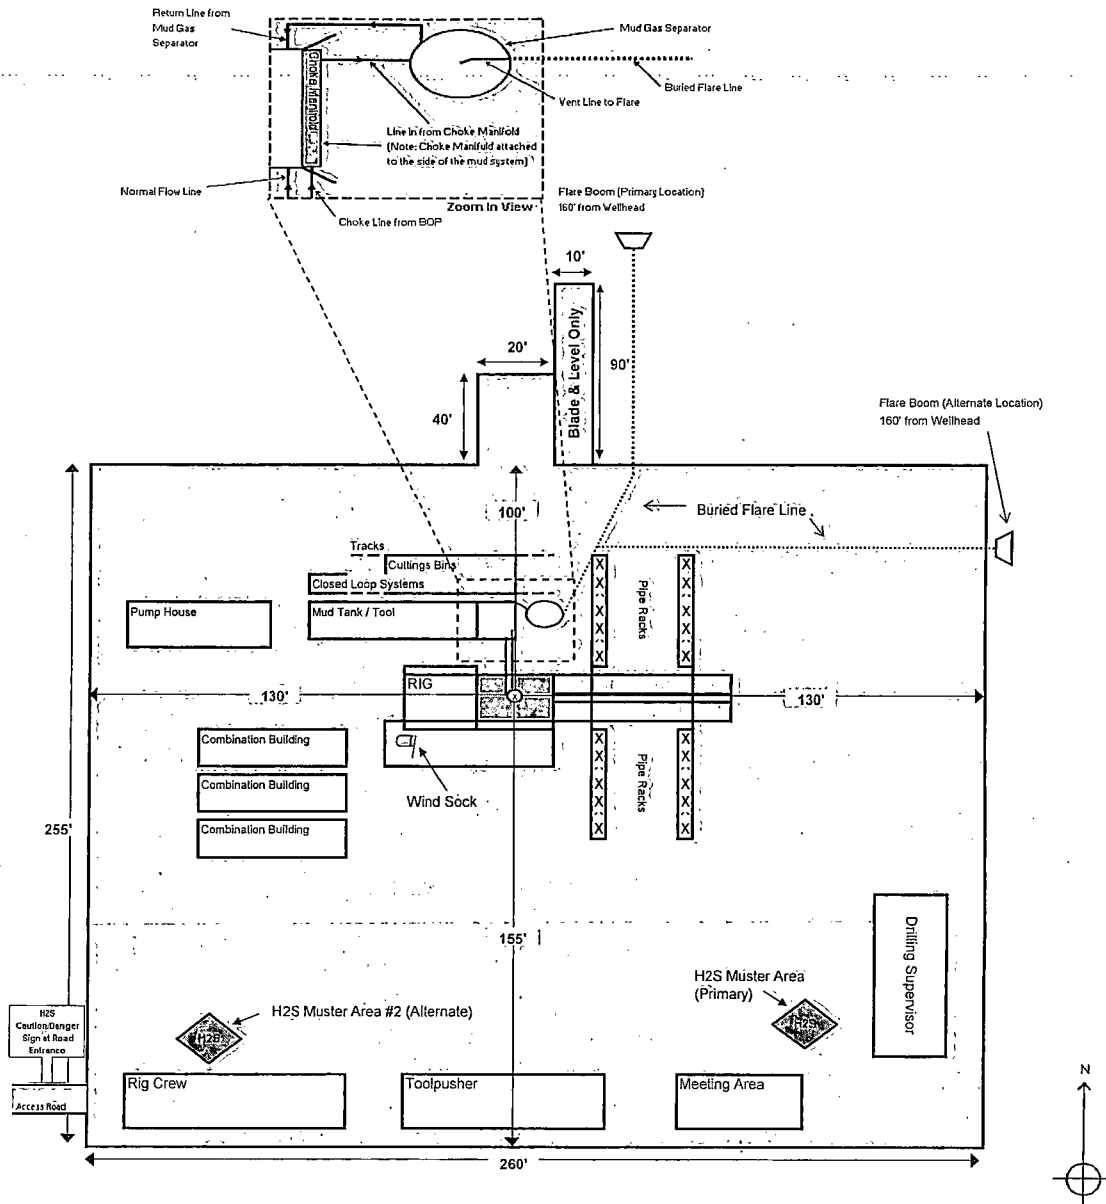 Return Line from
Mud Gas
Separator
Mud Gas Separator
Choke Manifold
Buried Flare Line
Vent Line to Flare
Line In from Choke Manifold
(Note: Choke Manifold attached
to the side of the mud system)
Normal Flow Line
Choke Line from BOP
Zoom In View
Flare Boom (Primary Location)
160' from Wellhead
10'
20'
Blade & Level Only
90'
40'
Flare Boom (Alternate Location)
160' from Wellhead
100'
Buried Flare Line
Tracks
Cuttings Bins
Closed Loop Systems
Pump House
Mud Tank / Tool
X
X
X
X
X
Pipe Racks
X
X
X
X
X
RIG
130'
130'
Combination Building
Combination Building
Combination Building
Wind Sock
X
X
X
X
X
Pipe Racks
X
X
X
X
X
255'
155'
Drilling Supervisor
H2S Muster Area
(Primary)
H2S
H2S Muster Area #2 (Alternate)
H2S
H2S
Caution/Danger
Sign at Road
Entrance
Access Road
Rig Crew
Toolpusher
Meeting Area
260'
N